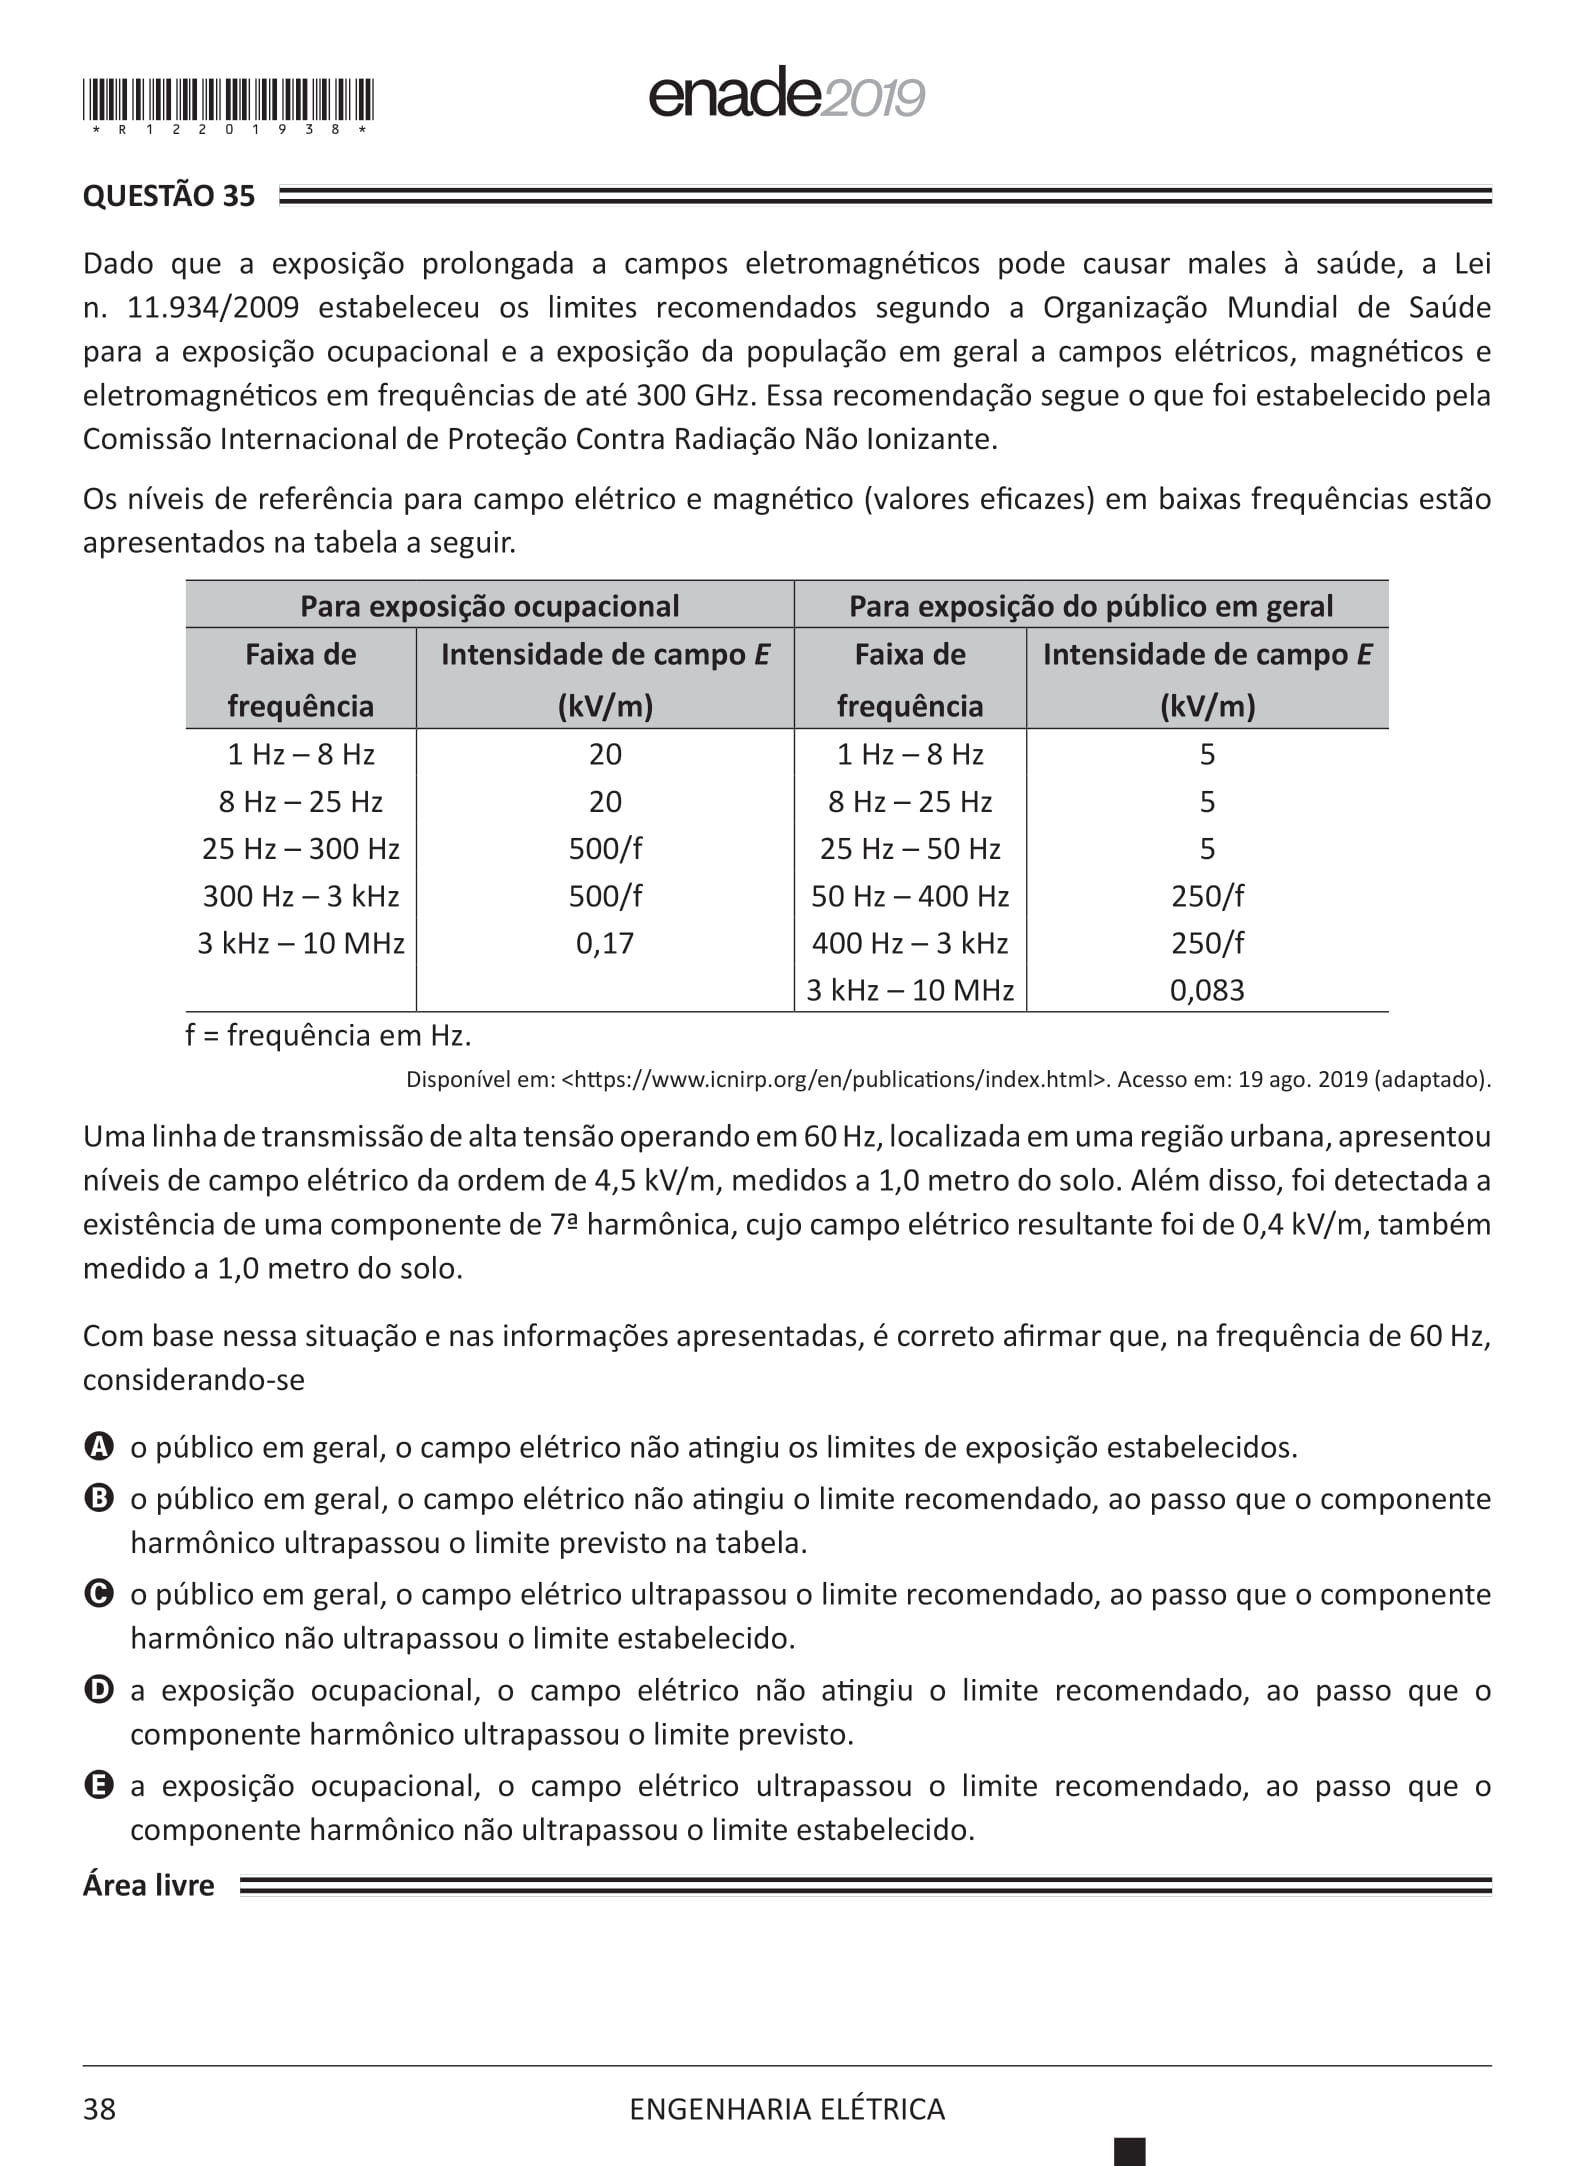 *R12201938*
enade2019
QUESTÃO 35
Dado que a exposição prolongada a campos eletromagnéticos pode causar males à saúde, a Lei
n. 11.934/2009 estabeleceu os limites recomendados segundo a Organização Mundial de Saúde
para a exposição ocupacional e a exposição da população em geral a campos elétricos, magnéticos e
eletromagnéticos em frequências de até 300 GHz. Essa recomendação segue o que foi estabelecido pela
Comissão Internacional de Proteção Contra Radiação Não Ionizante.
Os níveis de referência para campo elétrico e magnético (valores eficazes) em baixas frequências estão
apresentados na tabela a seguir.
Para exposição ocupacional Para exposição do público em geral
Faixa de Intensidade de campo E Faixa de Intensidade de campo E
frequência (kV/m) frequência (kV/m)
1 Hz – 8 Hz 20 1 Hz – 8 Hz 5
8 Hz – 25 Hz 20 8 Hz – 25 Hz 5
25 Hz – 300 Hz 500/f 25 Hz – 50 Hz 5
300 Hz – 3 kHz 500/f 50 Hz – 400 Hz 250/f
3 kHz – 10 MHz 0,17 400 Hz – 3 kHz 250/f
3 kHz – 10 MHz 0,083
f = frequência em Hz.
Disponível em: <https://www.icnirp.org/en/publications/index.html>. Acesso em: 19 ago. 2019 (adaptado).
Uma linha de transmissão de alta tensão operando em 60 Hz, localizada em uma região urbana, apresentou
níveis de campo elétrico da ordem de 4,5 kV/m, medidos a 1,0 metro do solo. Além disso, foi detectada a
existência de uma componente de 7ª harmônica, cujo campo elétrico resultante foi de 0,4 kV/m, também
medido a 1,0 metro do solo.
Com base nessa situação e nas informações apresentadas, é correto afirmar que, na frequência de 60 Hz,
considerando-se
A o público em geral, o campo elétrico não atingiu os limites de exposição estabelecidos.
B o público em geral, o campo elétrico não atingiu o limite recomendado, ao passo que o componente
harmônico ultrapassou o limite previsto na tabela.
C o público em geral, o campo elétrico ultrapassou o limite recomendado, ao passo que o componente
harmônico não ultrapassou o limite estabelecido.
D a exposição ocupacional, o campo elétrico não atingiu o limite recomendado, ao passo que o
componente harmônico ultrapassou o limite previsto.
E a exposição ocupacional, o campo elétrico ultrapassou o limite recomendado, ao passo que o
componente harmônico não ultrapassou o limite estabelecido.
Área livre
38 ENGENHARIA ELÉTRICA